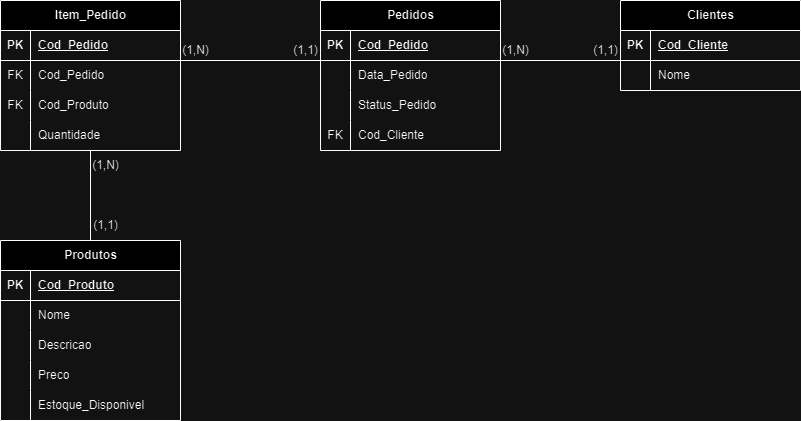 Item_Pedido
PK Cod_Pedido
FK Cod_Pedido
FK Cod_Produto
Quantidade
(1,N)
(1,1)
Pedidos
PK Cod_Pedido
Data_Pedido
Status_Pedido
FK Cod_Cliente
(1,N)
(1,1)
Clientes
PK Cod_Cliente
Nome
(1,N)
(1,1)
Produtos
PK Cod_Produto
Nome
Descricao
Preco
Estoque_Disponivel